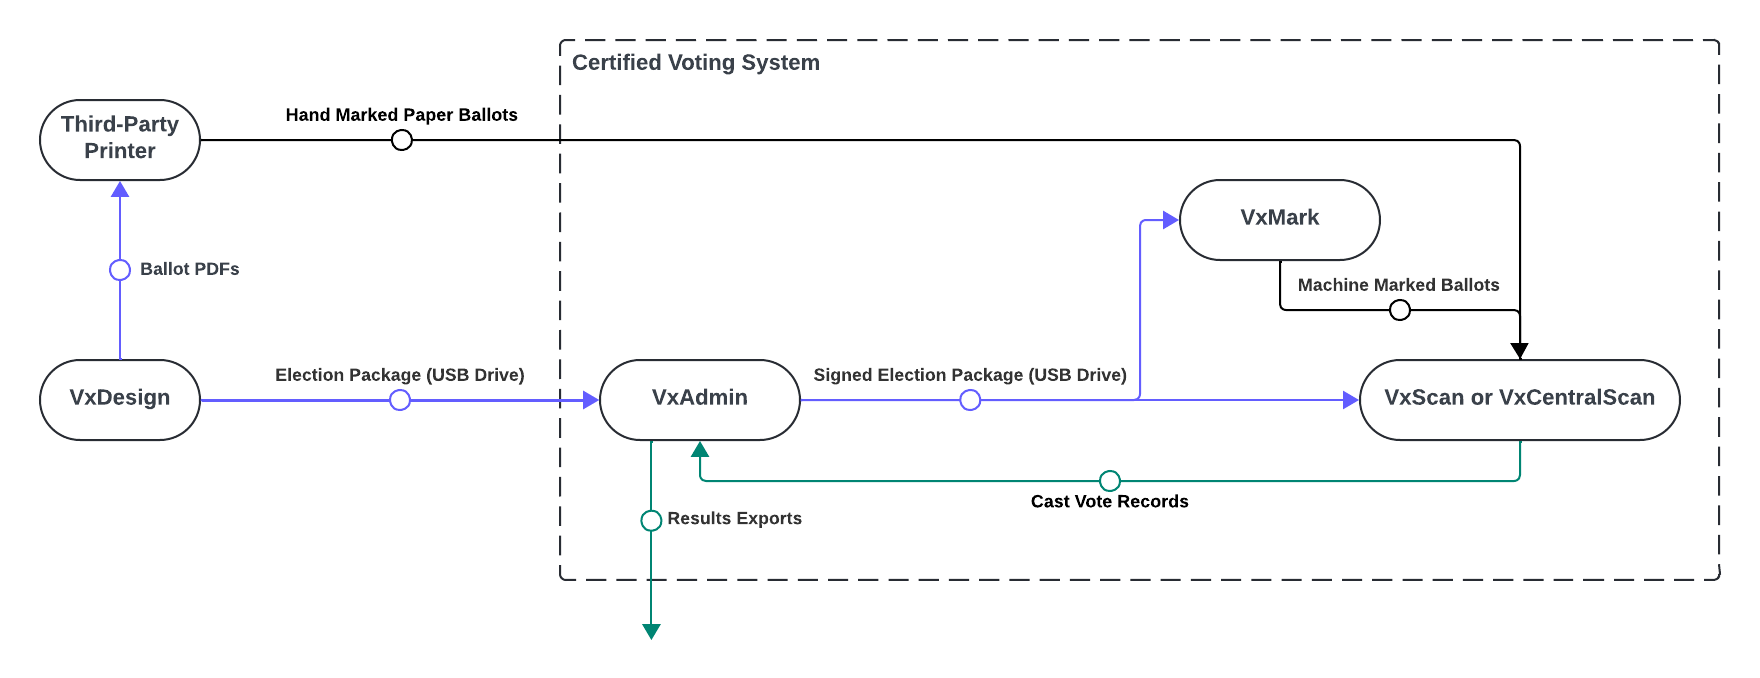 Certified Voting System
Hand Marked Paper Ballots
Third-Party
Printer
VxMark
Ballot PDFs
Machine Marked Ballots
Election Package (USB Drive)
Signed Election Package (USB Drive)
VxDesign
VxAdmin
VxScan or VxCentralScan
Cast Vote Records
Results Exports